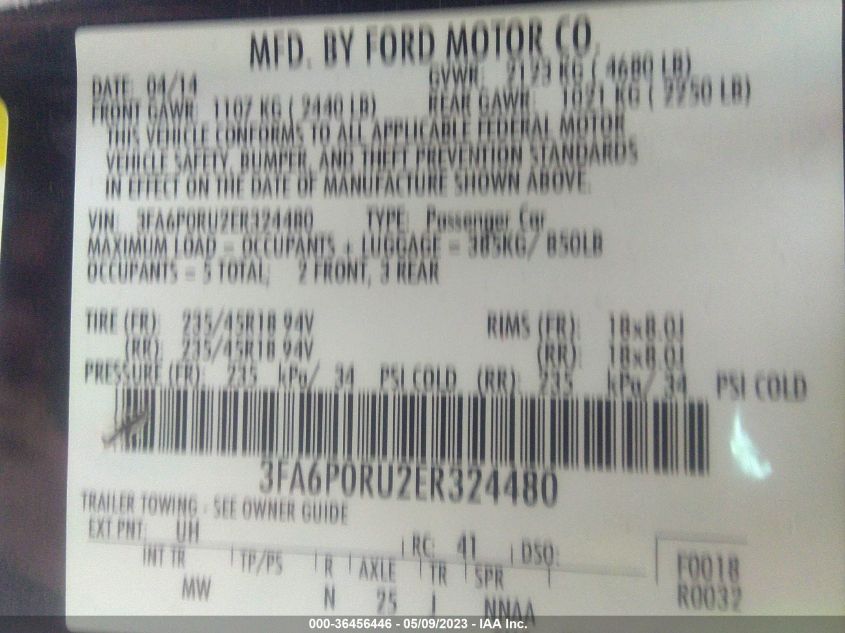 MFD. BY FORD MOTOR CO.
DATE: 04/14 GVWR: 2123 KG ( 4680 LB)
FRONT GAWR: 1107 KG ( 2440 LB) REAR GAWR: 1021 KG ( 2250 LB)
THIS VEHICLE CONFORMS TO ALL APPLICABLE FEDERAL MOTOR
VEHICLE SAFETY, BUMPER, AND THEFT PREVENTION STANDARDS
IN EFFECT ON THE DATE OF MANUFACTURE SHOWN ABOVE.
VIN: 3FA6P0RU2ER324480 TYPE: Passenger Car
MAXIMUM LOAD = OCCUPANTS + LUGGAGE = 385KG/ 850LB
OCCUPANTS = 5 TOTAL, 2 FRONT, 3 REAR
TIRE (FR): 235/45R18 94V RIMS (FR): 18x8.0J
(RR): 235/45R18 94V (RR): 18x8.0J
PRESSURE (FR): 235 kPa/ 34 PSI COLD (RR): 235 kPa/ 34 PSI COLD
3FA6P0RU2ER324480
TRAILER TOWING - SEE OWNER GUIDE
EXT PNT: UH RC: 41 DSO: F0018
INT TR TP/PS R AXLE TR SPR R0032
MW N 25 J NNAA
000-36456446 - 05/09/2023 - IAA Inc.